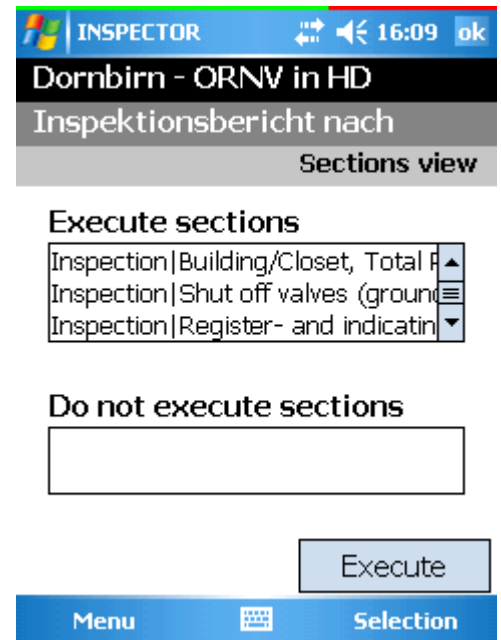 INSPECTOR 16:09 ok
Dornbirn - ORNV in HD
Inspektionsbericht nach
Sections view
Execute sections
Inspection|Building/Closet, Total
Inspection|Shut off valves (ground
Inspection|Register- and indicatin
Do not execute sections
Execute
Menu Selection